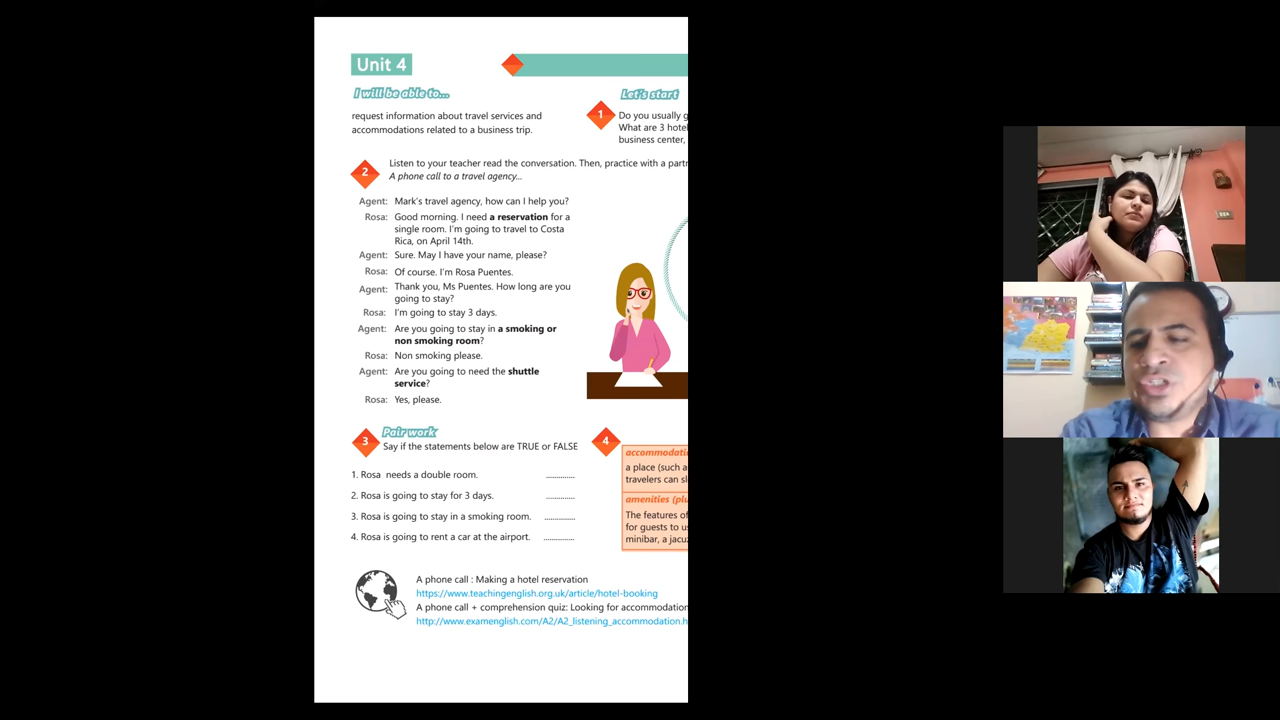 Unit 4
I will be able to...
request information about travel services and
accommodations related to a business trip.
Let's start
1
Do you usually
What are 3
business center,
2
Listen to your teacher read the conversation. Then, practice with a
A phone call to a travel agency...
Agent: Mark's travel agency, how can I help you?
Rosa: Good morning. I need a reservation for a
single room. I'm going to travel to Costa
Rica, on April 14th.
Agent: Sure. May I have your name, please?
Rosa: Of course. I'm Rosa Puentes.
Agent: Thank you, Ms Puentes. How long are you
going to stay?
Rosa: I'm going to stay 3 days.
Agent: Are you going to stay in a smoking or
non smoking room?
Rosa: Non smoking please.
Agent: Are you going to need the shuttle
service?
Rosa: Yes, please.
3
Pair work
Say if the statements below are TRUE or FALSE
1. Rosa needs a double room. ..............
2. Rosa is going to stay for 3 days. ..............
3. Rosa is going to stay in a smoking room. ...............
4. Rosa is going to rent a car at the airport. ...............
4
a place (such a
travelers can
amenities
The features of
for guests to
minibar, a
A phone call : Making a hotel reservation
https://www.teachingenglish.org.uk/article/hotel-booking
A phone call + comprehension quiz: Looking for accommodation
http://www.examenglish.com/A2/A2_listening_accommodation.h